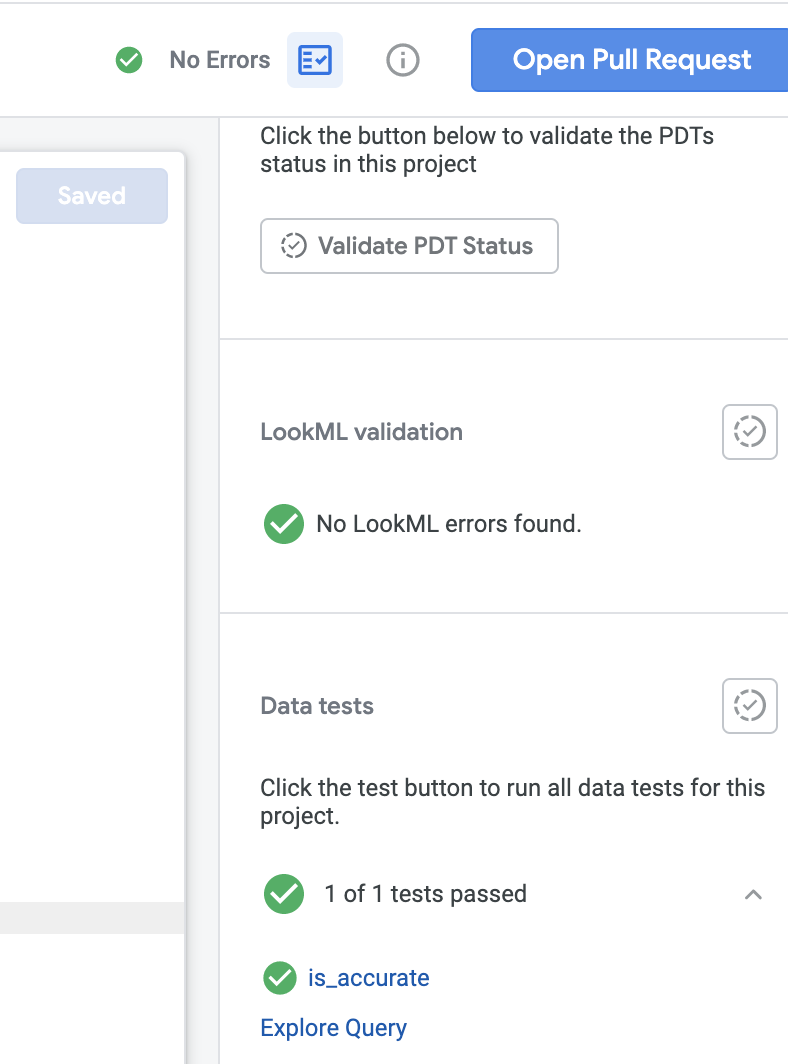 No Errors
Open Pull Request
Saved
Click the button below to validate the PDTs
status in this project
Validate PDT Status
LookML validation
No LookML errors found.
Data tests
Click the test button to run all data tests for this
project.
1 of 1 tests passed
is_accurate
Explore Query